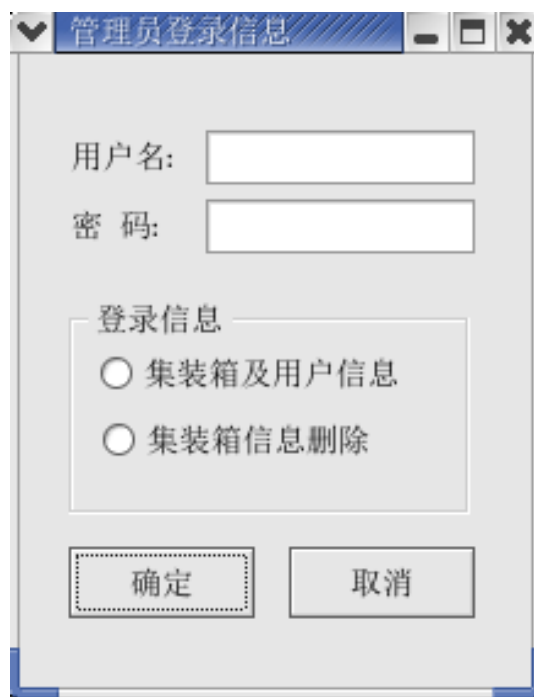 管理员登录信息
用户名:
密 码:
登录信息
集装箱及用户信息
集装箱信息删除
确定 取消